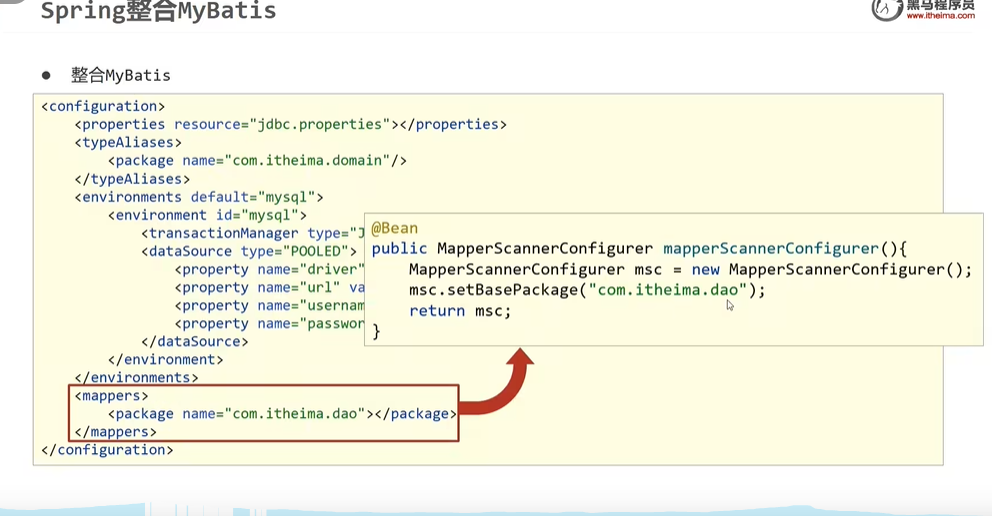 Spring整合MyBatis
黑马程序员
www.itheima.com
● 整合MyBatis
<configuration>
<properties resource="jdbc.properties"></properties>
<typeAliases>
<package name="com.itheima.domain"/>
</typeAliases>
<environments default="mysql">
<environment id="mysql">
<transactionManager type="J
<dataSource type="POOLED">
<property name="driver"
<property name="url" va
<property name="usernam
<property name="passwor
</dataSource>
</environment>
</environments>
<mappers>
<package name="com.itheima.dao"></package>
</mappers>
</configuration>
@Bean
public MapperScannerConfigurer mapperScannerConfigurer(){
MapperScannerConfigurer msc = new MapperScannerConfigurer();
msc.setBasePackage("com.itheima.dao");
return msc;
}